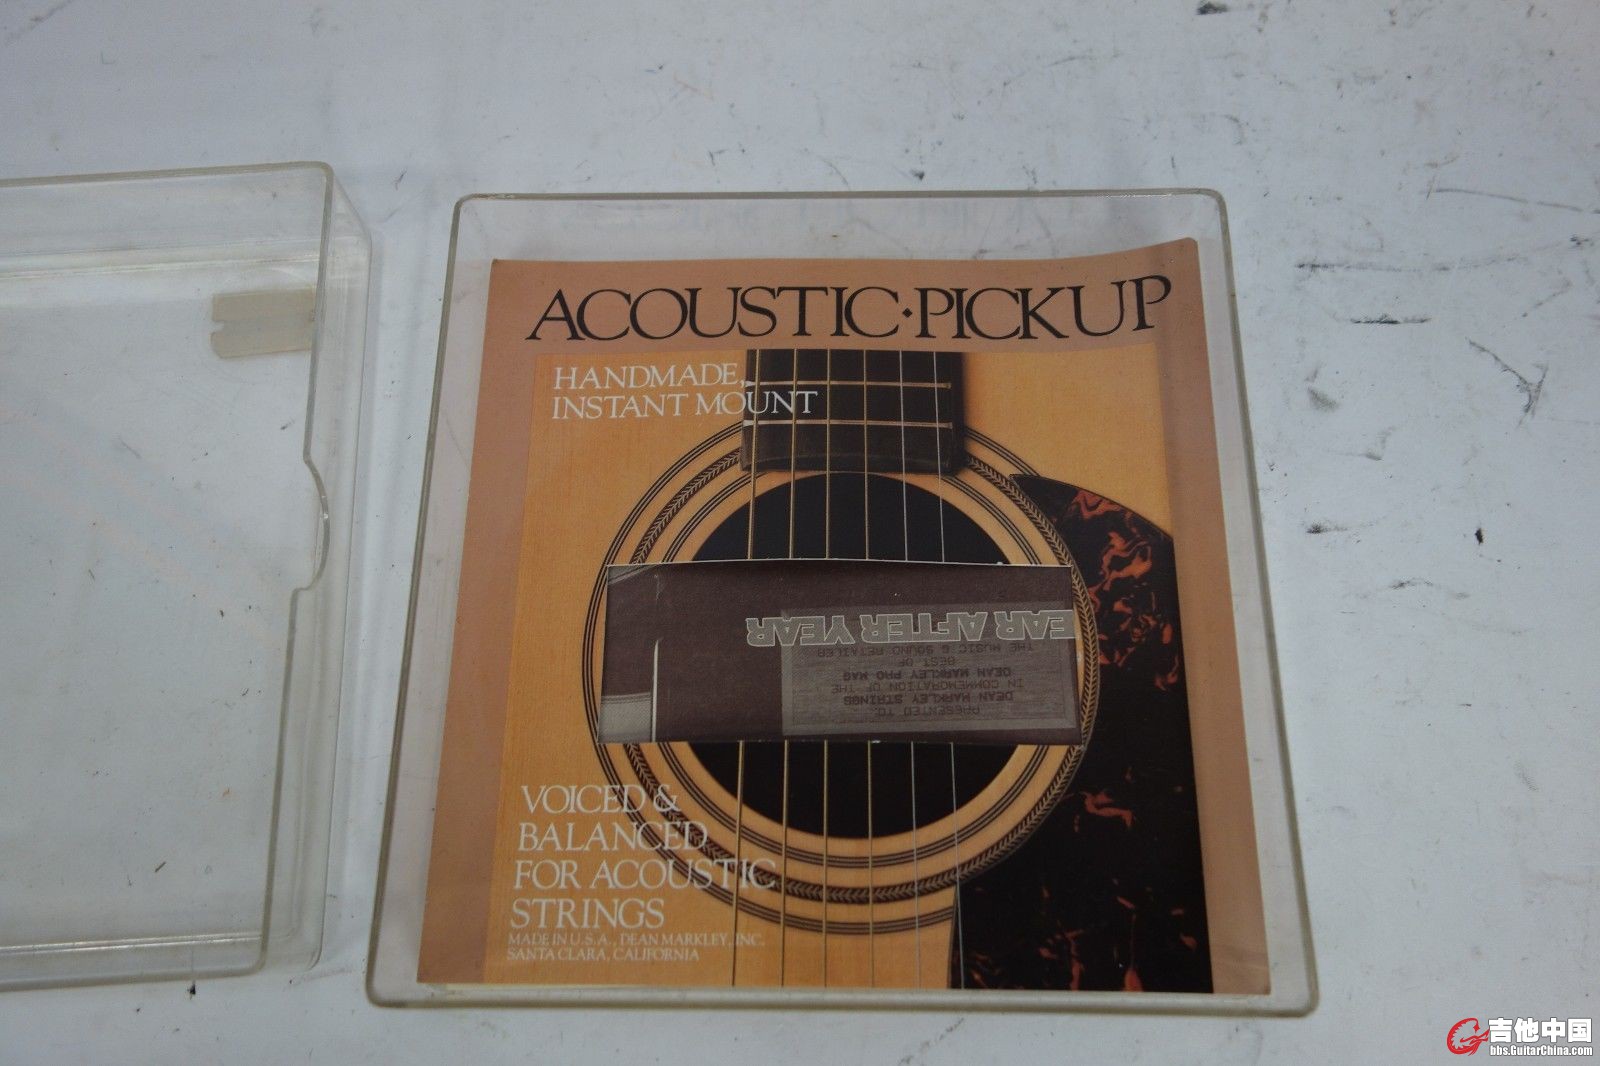 ACOUSTIC·PICKUP
HANDMADE,
INSTANT MOUNT
EAR AFTER YEAR
PRESENTED TO:
DEAN MARKLEY STRINGS
IN COMMEMORATION OF THE
DEAN MARKLEY PRO MAG
BEST OF
THE MUSIC & SOUND RETAILER
VOICED &
BALANCED
FOR ACOUSTIC
STRINGS
MADE IN U.S.A., DEAN MARKLEY, INC.
SANTA CLARA, CALIFORNIA
吉他中国
bbs.GuitarChina.com